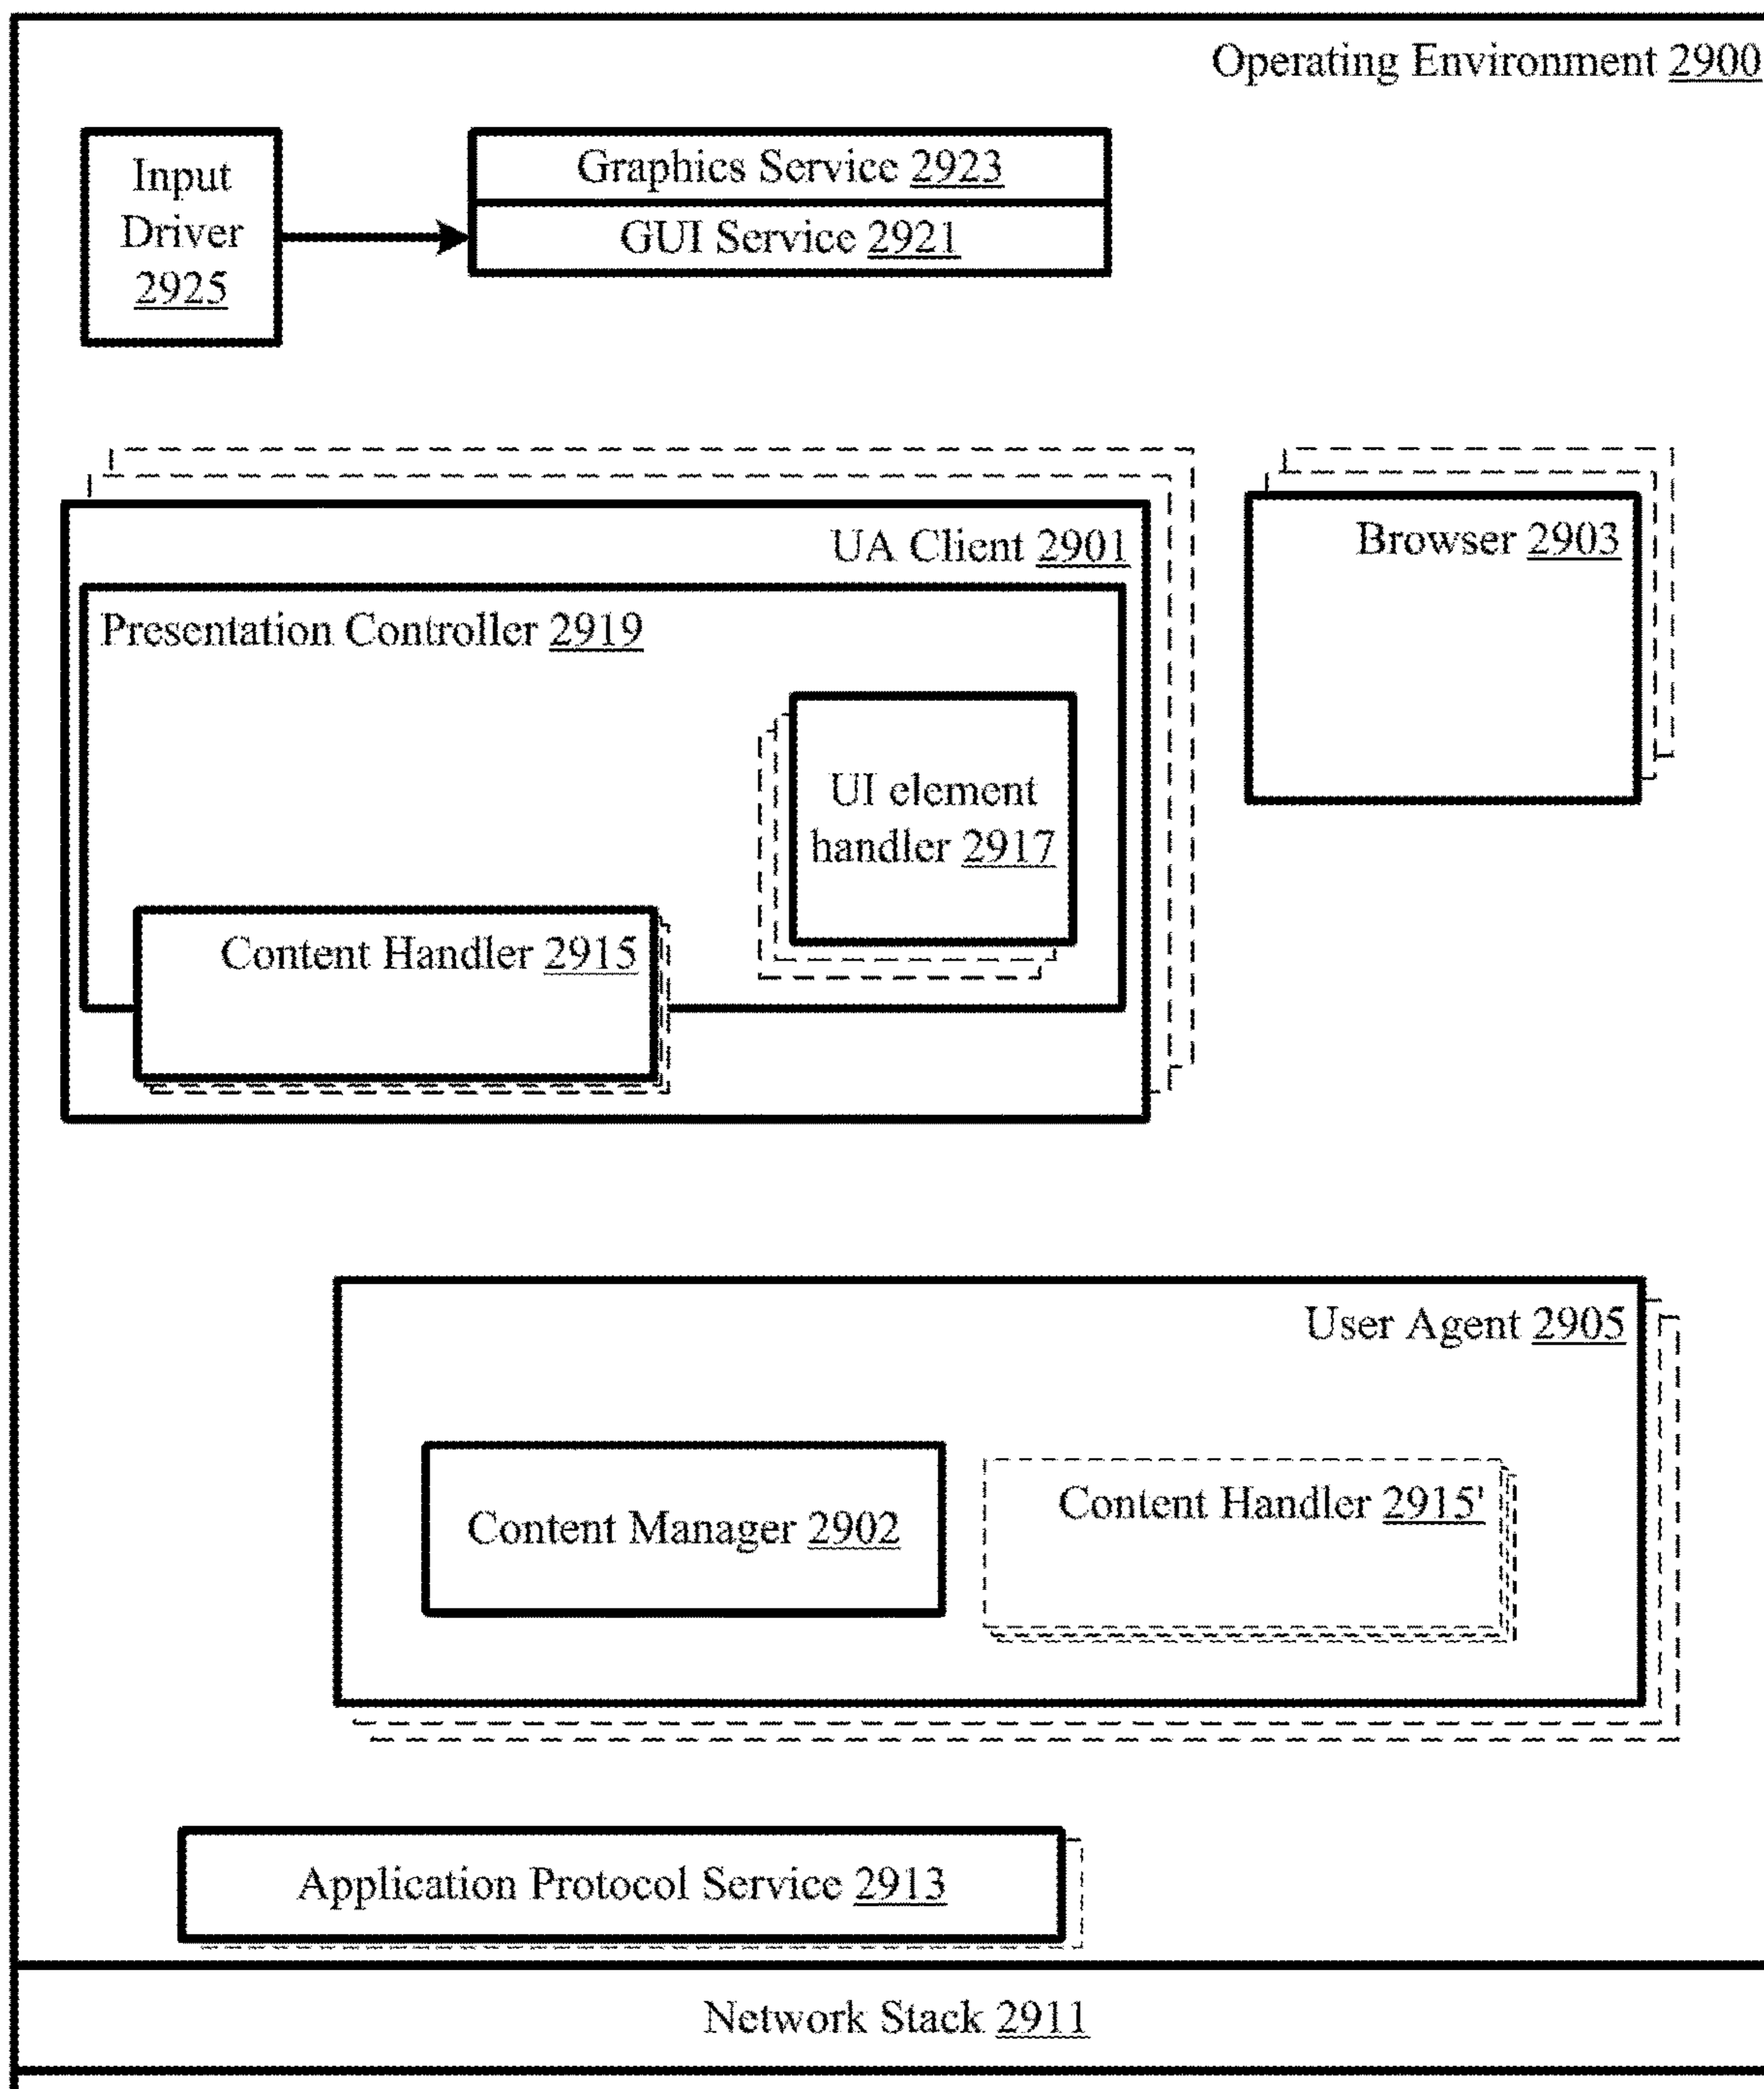 Operating Environment 2900
Input
Driver
2925
Graphics Service 2923
GUI Service 2921
UA Client 2901
Browser 2903
Presentation Controller 2919
UI element
handler 2917
Content Handler 2915
User Agent 2905
Content Manager 2902
Content Handler 2915'
Application Protocol Service 2913
Network Stack 2911